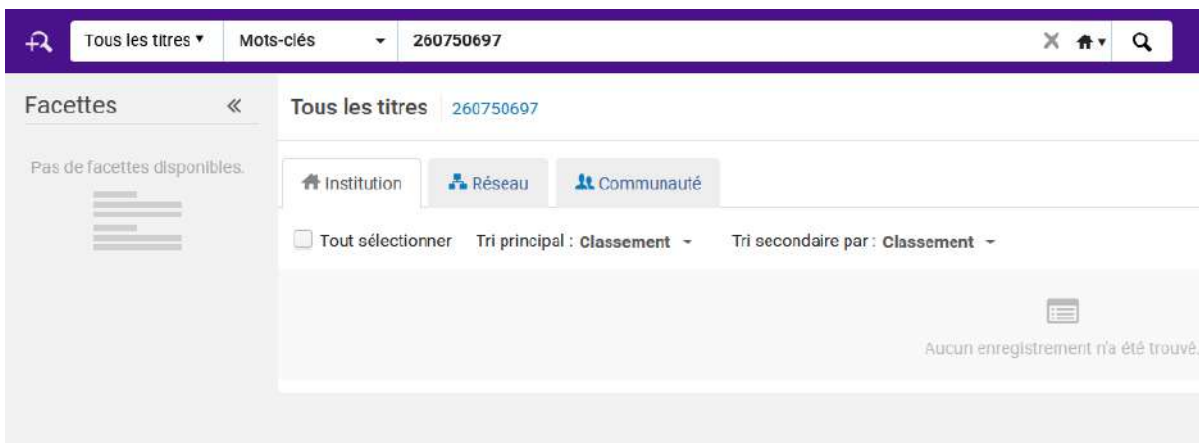 Tous les titres Mots-clés 260750697
Facettes
Tous les titres 260750697
Pas de facettes disponibles.
Institution Réseau Communauté
Tout sélectionner Tri principal : Classement Tri secondaire par : Classement
Aucun enregistrement n'a été trouvé.